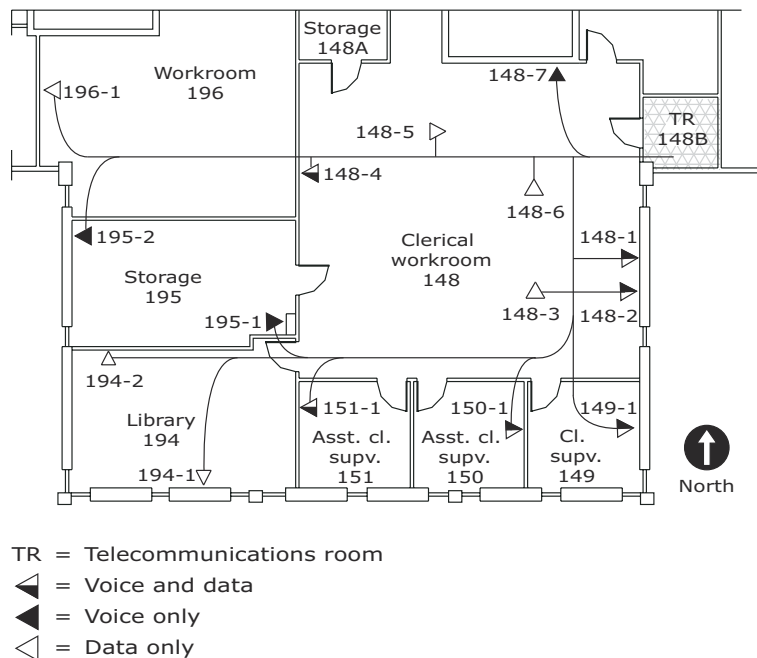 Storage
148A
Workroom
196
196-1
148-7
TR
148B
148-5
148-4
148-6
195-2
Clerical
workroom
148
148-1
Storage
195
148-3
148-2
195-1
194-2
Library
194
151-1
150-1
149-1
Asst. cl.
supv.
151
Asst. cl.
supv.
150
Cl.
supv.
149
194-1
North
TR = Telecommunications room
= Voice and data
= Voice only
= Data only